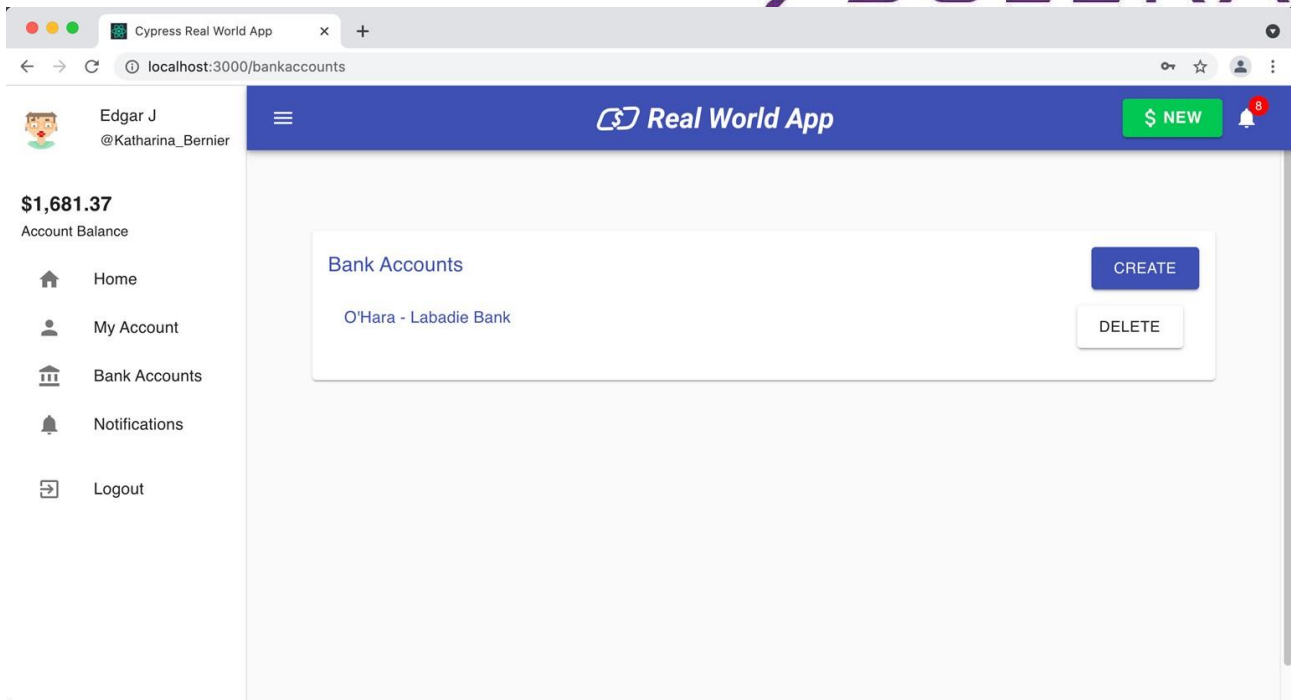 Cypress Real World App
localhost:3000/bankaccounts
Edgar J
@Katharina_Bernier
$1,681.37
Account Balance
Home
My Account
Bank Accounts
Notifications
Logout
Real World App
$ NEW
8
Bank Accounts
CREATE
O'Hara - Labadie Bank
DELETE